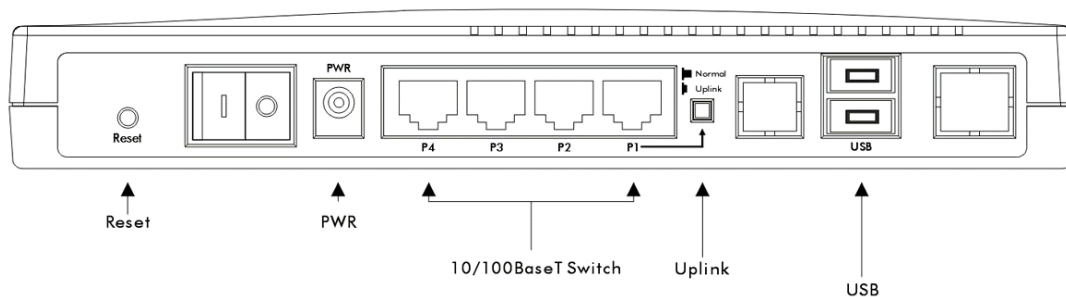 PWR
Normal
Uplink
Reset
P4 P3 P2 P1
USB
Reset
PWR
10/100BaseT Switch
Uplink
USB